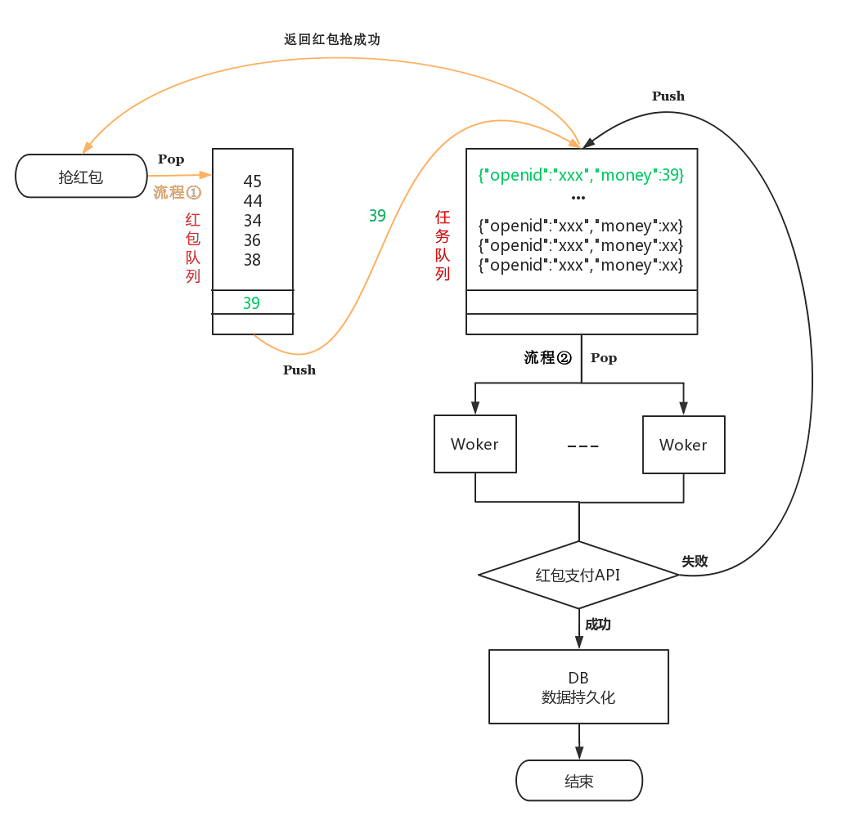 返回红包抢成功
Push
抢红包
Pop
流程①
红包队列
45
44
34
36
38
39
39
Push
任务队列
{"openid":"xxx","money":39}
...
{"openid":"xxx","money":xx}
{"openid":"xxx","money":xx}
{"openid":"xxx","money":xx}
流程②
Pop
Woker
---
Woker
红包支付API
失败
成功
DB
数据持久化
结束